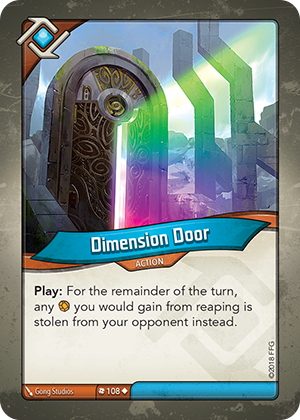 Dimension Door
ACTION
Play: For the remainder of the turn,
any you would gain from reaping is
stolen from your opponent instead.
Gong Studios
108
©2018 FFG